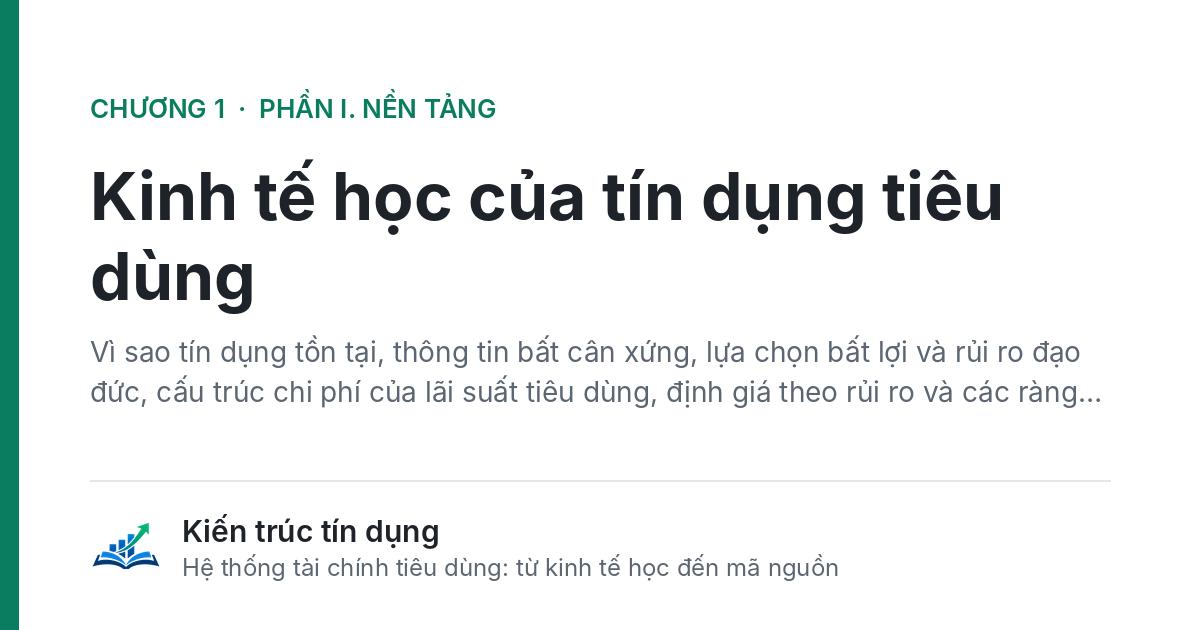 CHƯƠNG 1 · PHẦN I. NỀN TẢNG
Kinh tế học của tín dụng tiêu
dùng
Vì sao tín dụng tồn tại, thông tin bất cân xứng, lựa chọn bất lợi và rủi ro đạo
đức, cấu trúc chi phí của lãi suất tiêu dùng, định giá theo rủi ro và các ràng...
Kiến trúc tín dụng
Hệ thống tài chính tiêu dùng: từ kinh tế học đến mã nguồn